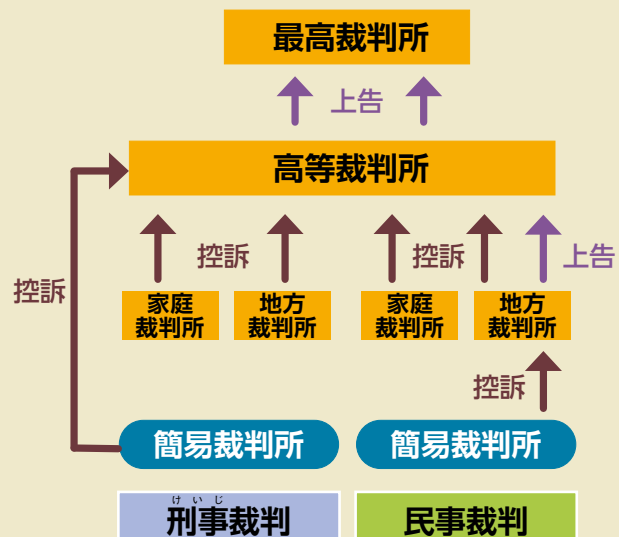 最高裁判所
上告
高等裁判所
控訴
控訴
控訴
上告
家庭
裁判所
地方
裁判所
家庭
裁判所
地方
裁判所
控訴
簡易裁判所
簡易裁判所
けいじ
刑事裁判
民事裁判